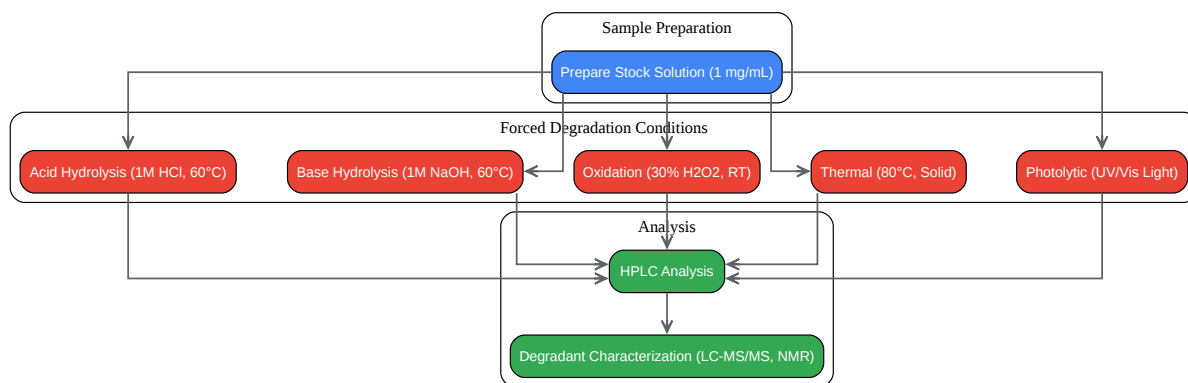 Sample Preparation
Prepare Stock Solution (1 mg/mL)
Forced Degradation Conditions
Acid Hydrolysis (1M HCl, 60°C)
Base Hydrolysis (1M NaOH, 60°C)
Oxidation (30% H2O2, RT)
Thermal (80°C, Solid)
Photolytic (UV/Vis Light)
Analysis
HPLC Analysis
Degradant Characterization (LC-MS/MS, NMR)